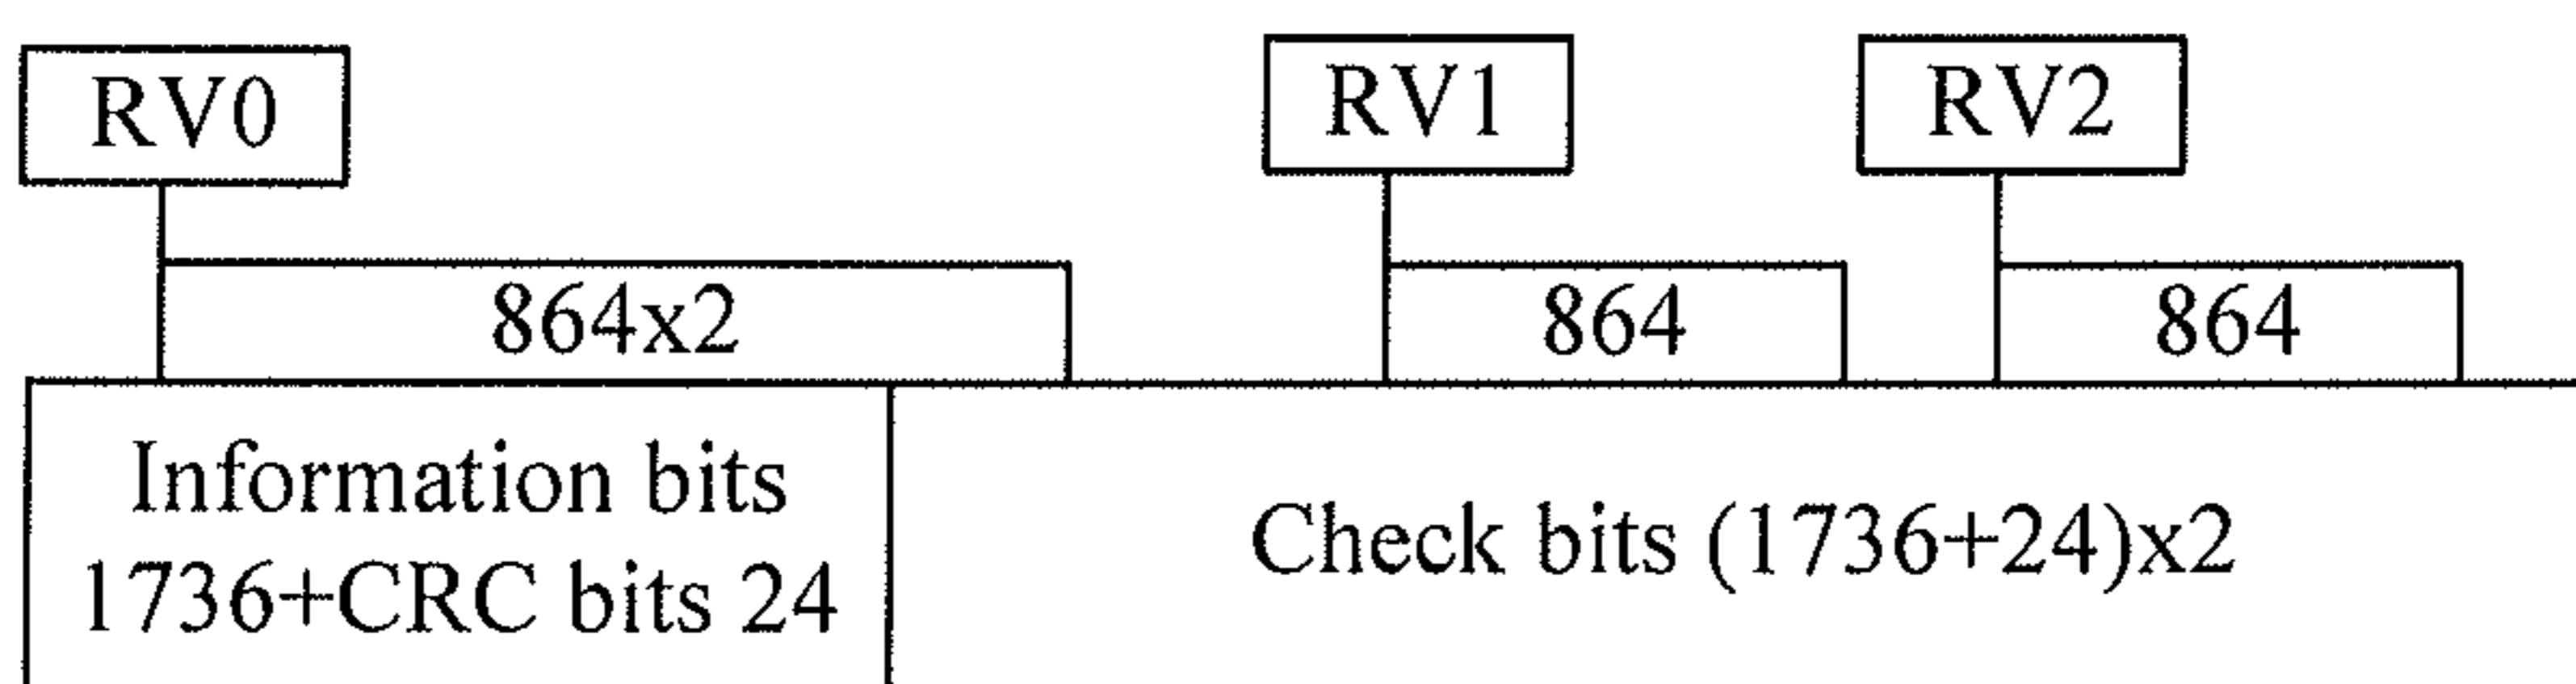 RV0
RV1
RV2
864x2
864
864
Information bits
1736+CRC bits 24
Check bits (1736+24)x2